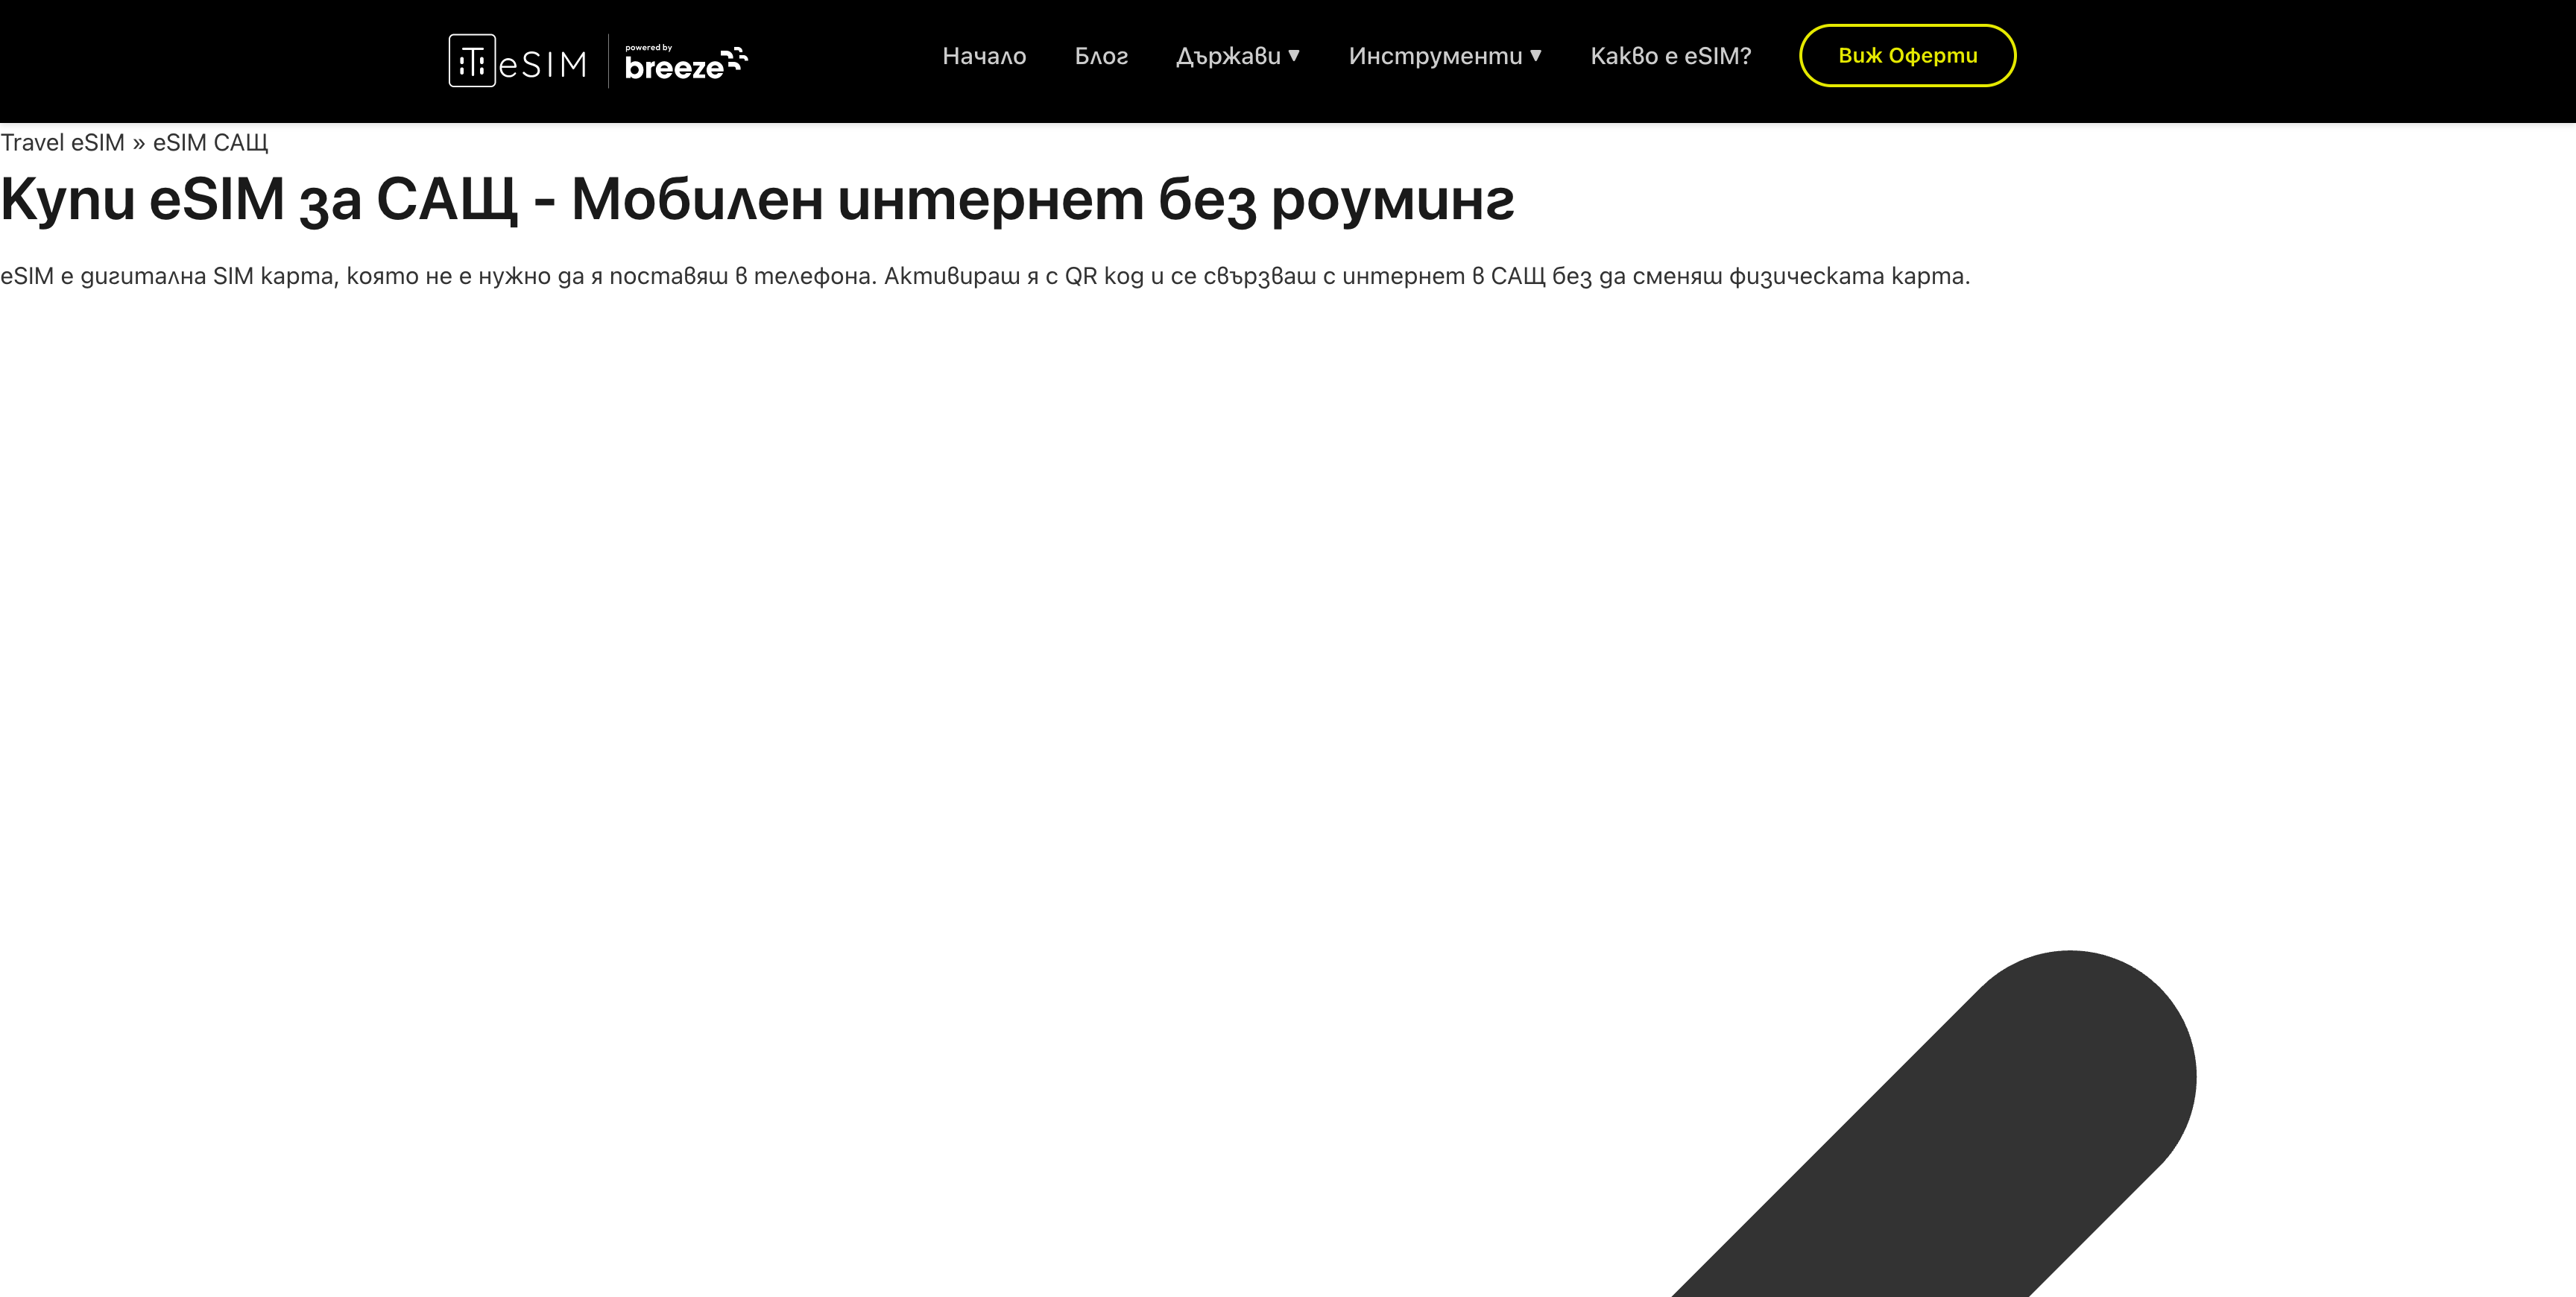 TeSIM
powered by
breeze
Начало
Блог
Държави ▼
Инструменти ▼
Какво е eSIM?
Виж Оферти
Travel eSIM » eSIM САЩ
Купи eSIM за САЩ - Мобилен интернет без роуминг
eSIM е дигитална SIM карта, която не е нужно да я поставяш в телефона. Активираш я с QR код и се свързваш с интернет в САЩ без да сменяш физическата карта.